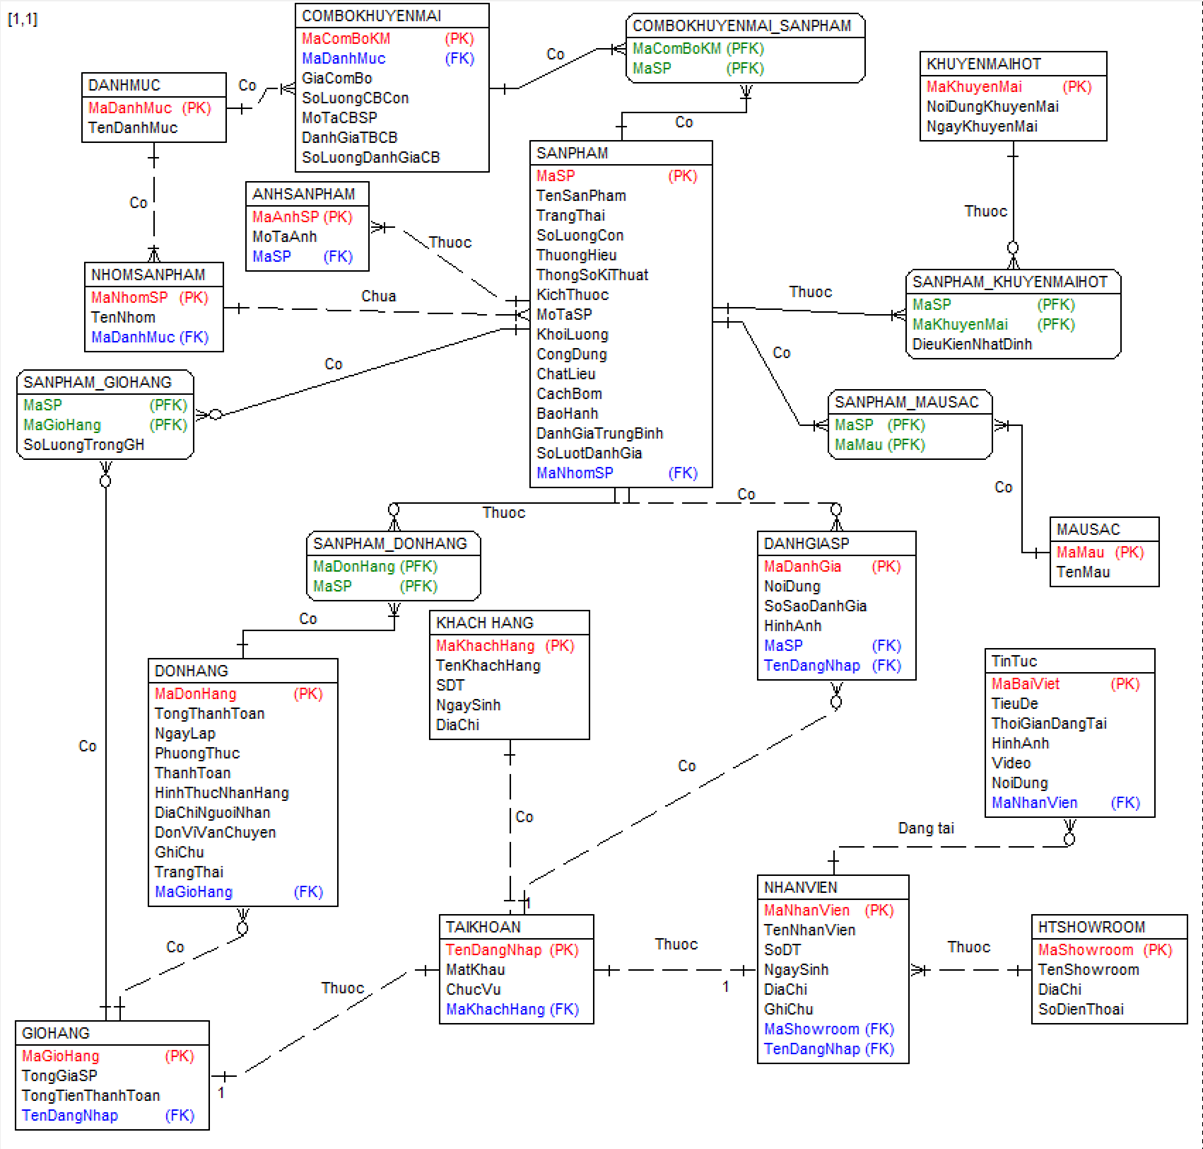 [1,1]
COMBOKHUYENMAI
MaComBoKM (PK)
MaDanhMuc (FK)
GiaComBo
SoLuongCBCon
MoTaCBSP
DanhGiaTBCB
SoLuongDanhGiaCB
Co
COMBOKHUYENMAI_SANPHAM
MaComBoKM (PFK)
MaSP (PFK)
Co
KHUYENMAIHOT
MaKhuyenMai (PK)
NoiDungKhuyenMai
NgayKhuyenMai
DANHMUC
MaDanhMuc (PK)
TenDanhMuc
Co
Co
ANHSANPHAM
MaAnhSP (PK)
MoTaAnh
MaSP (FK)
Thuoc
SANPHAM
MaSP (PK)
TenSanPham
TrangThai
SoLuongCon
ThuongHieu
ThongSoKiThuat
KichThuoc
MoTaSP
KhoiLuong
CongDung
ChatLieu
CachBom
BaoHanh
DanhGiaTrungBinh
SoLuotDanhGia
MaNhomSP (FK)
Thuoc
NHOMSANPHAM
MaNhomSP (PK)
TenNhom
MaDanhMuc (FK)
Chua
Thuoc
SANPHAM_KHUYENMAIHOT
MaSP (PFK)
MaKhuyenMai (PFK)
DieuKienNhatDinh
Co
SANPHAM_GIOHANG
MaSP (PFK)
MaGioHang (PFK)
SoLuongTrongGH
Co
SANPHAM_MAUSAC
MaSP (PFK)
MaMau (PFK)
Co
MAUSAC
MaMau (PK)
TenMau
Thuoc
Co
SANPHAM_DONHANG
MaDonHang (PFK)
MaSP (PFK)
Co
DANHGIASP
MaDanhGia (PK)
NoiDung
SoSaoDanhGia
HinhAnh
MaSP (FK)
TenDangNhap (FK)
KHACH HANG
MaKhachHang (PK)
TenKhachHang
SDT
NgaySinh
DiaChi
DONHANG
MaDonHang (PK)
TongThanhToan
NgayLap
PhuongThuc
ThanhToan
HinhThucNhanHang
DiaChiNguoiNhan
DonViVanChuyen
GhiChu
TrangThai
MaGioHang (FK)
TinTuc
MaBaiViet (PK)
TieuDe
ThoiGianDangTai
HinhAnh
Video
NoiDung
MaNhanVien (FK)
Co
Co
Co
Dang tai
1
TAIKHOAN
TenDangNhap (PK)
MatKhau
ChucVu
MaKhachHang (FK)
Thuoc
1
NHANVIEN
MaNhanVien (PK)
TenNhanVien
SoDT
NgaySinh
DiaChi
GhiChu
MaShowroom (FK)
TenDangNhap (FK)
Thuoc
HTSHOWROOM
MaShowroom (PK)
TenShowroom
DiaChi
SoDienThoai
Co
Thuoc
1
GIOHANG
MaGioHang (PK)
TongGiaSP
TongTienThanhToan
TenDangNhap (FK)